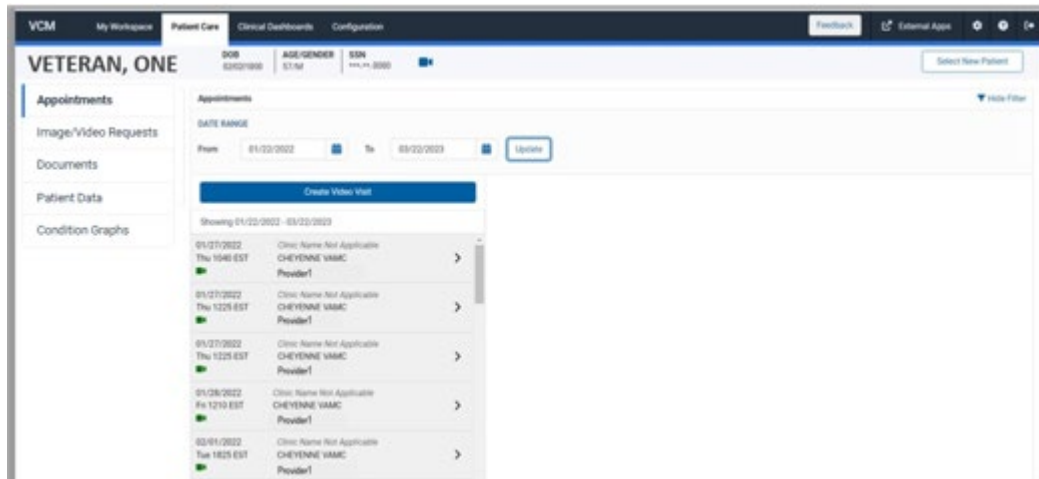 VCM My Workspace Patient Care Clinical Dashboards Configuration Feedback External Apps
VETERAN, ONE DOB AGE/GENDER SSN Select New Patient
02/02/1000 57/M ***-**-0000
Appointments
Image/Video Requests
Documents
Patient Data
Condition Graphs
Appointments Hide Filter
DATE RANGE
From 01/22/2022 To 03/22/2023 Update
Create Video Visit
Showing 01/22/2022 - 03/22/2023
01/27/2022 Clinic Name Not Applicable
Thu 1040 EST CHEYENNE VAMC
Provider1
01/27/2022 Clinic Name Not Applicable
Thu 1225 EST CHEYENNE VAMC
Provider1
01/27/2022 Clinic Name Not Applicable
Thu 1225 EST CHEYENNE VAMC
Provider1
01/28/2022 Clinic Name Not Applicable
Fri 1210 EST CHEYENNE VAMC
Provider1
02/01/2022 Clinic Name Not Applicable
Tue 1825 EST CHEYENNE VAMC
Provider1